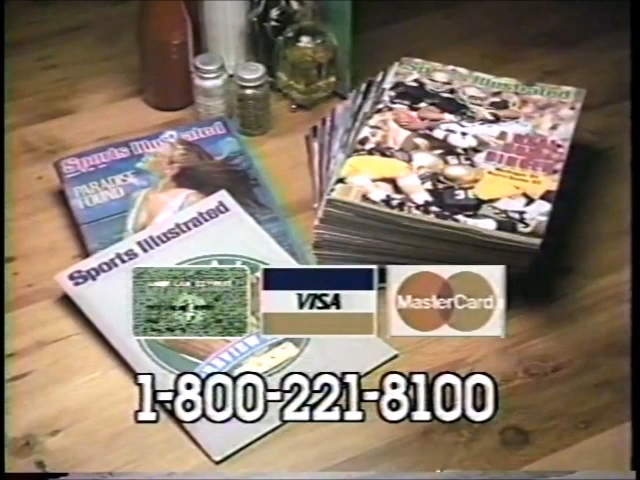 Sports Illustrated
Sports Illustrated
PARADISE
FOUND
Sports Illustrated
VISA
MasterCard
1-800-221-8100